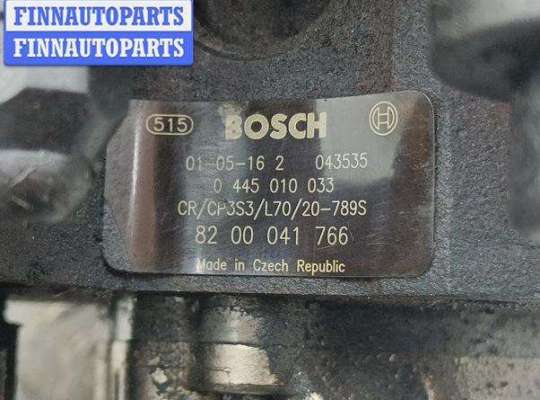 FINNAUTOPARTS
FINNAUTOPARTS
515 BOSCH
01-05-16 2 043535
0 445 010 033
CR/CP3S3/L70/20-789S
82 00 041 766
Made in Czech Republic